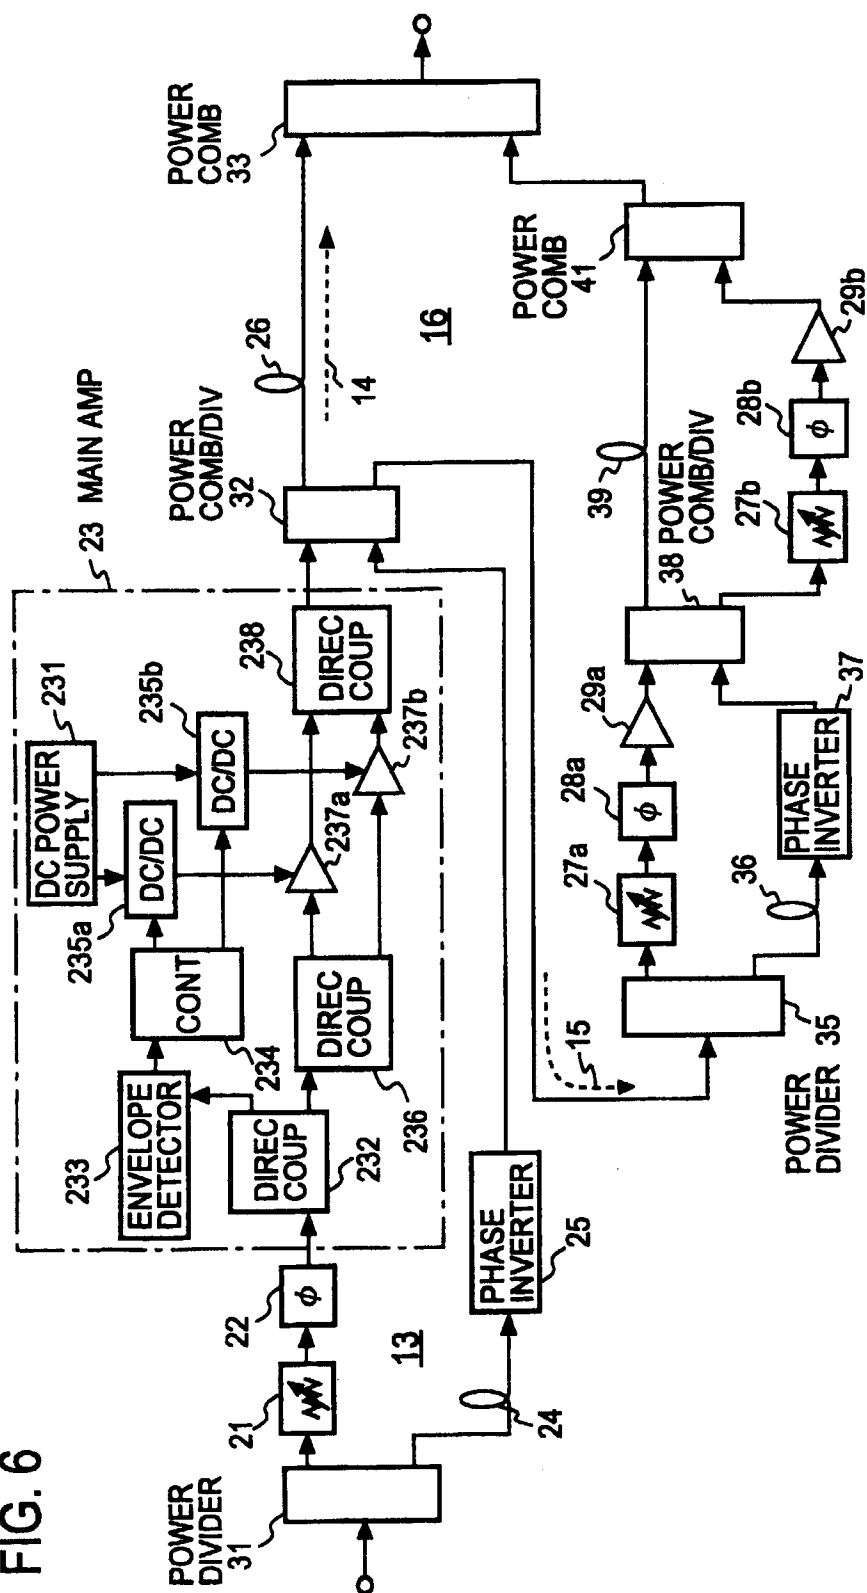 FIG. 6
POWER
DIVIDER
31
21
22
φ
13
24
PHASE
INVERTER
25
23 MAIN AMP
DC POWER
SUPPLY
231
ENVELOPE
DETECTOR
233
DIREC
COUP
232
CONT
234
235a
DC/DC
235b
DC/DC
DIREC
COUP
236
237a
237b
238
DIREC
COUP
POWER
COMB/DIV
32
26
14
16
POWER
COMB
33
15
POWER
DIVIDER
35
27a
28a
φ
29a
36
PHASE
INVERTER
37
38 POWER
COMB/DIV
39
27b
28b
φ
29b
POWER
COMB
41